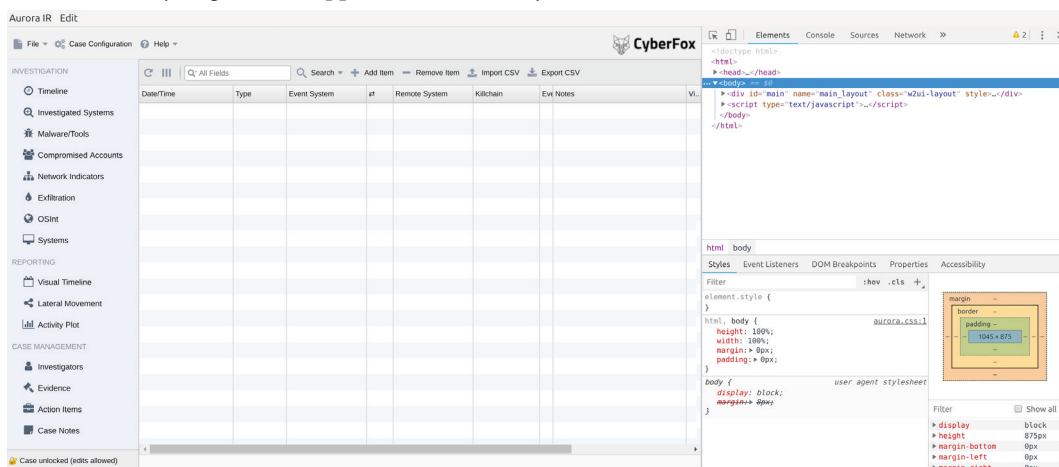 Aurora IR Edit
File Case Configuration Help
CyberFox
INVESTIGATION
Timeline
Investigated Systems
Malware/Tools
Compromised Accounts
Network Indicators
Exfiltration
OSInt
Systems
REPORTING
Visual Timeline
Lateral Movement
Activity Plot
CASE MANAGEMENT
Investigators
Evidence
Action Items
Case Notes
Case unlocked (edits allowed)
All Fields Search Add Item Remove Item Import CSV Export CSV
Date/Time Type Event System ⇄ Remote System Killchain Eve Notes Vi...
Elements Console Sources Network » 2
<!doctype html>
<html>
<head>…</head>
<body> == $0
<div id="main" name="main_layout" class="w2ui-layout" style>…</div>
<script type="text/javascript">…</script>
</body>
</html>
html body
Styles Event Listeners DOM Breakpoints Properties Accessibility
Filter :hov .cls +
element.style {
}
html, body { aurora.css:1
height: 100%;
width: 100%;
margin: 0px;
padding: 0px;
}
body { user agent stylesheet
display: block;
margin: 8px;
}
margin –
border –
padding –
– – – 1045 × 875 – – –
–
–
–
Filter Show all
display block
height 875px
margin-bottom 0px
margin-left 0px